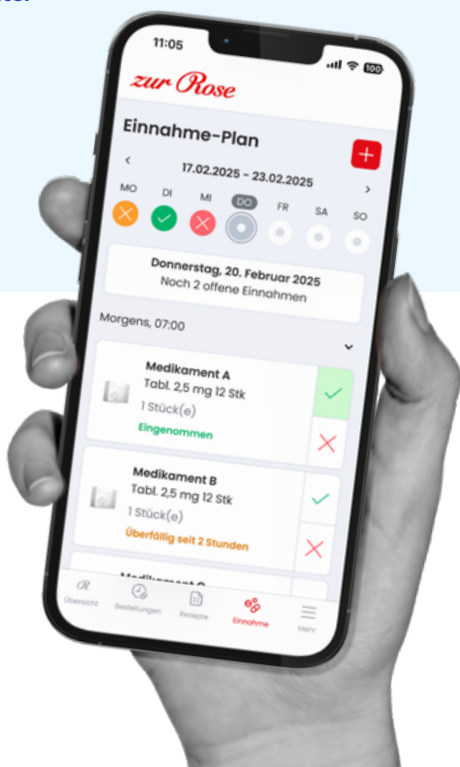 11:05
100
zur Rose
Einnahme-Plan
17.02.2025 - 23.02.2025
MO DI MI DO FR SA SO
Donnerstag, 20. Februar 2025
Noch 2 offene Einnahmen
Morgens, 07:00
Medikament A
Tabl. 2,5 mg 12 Stk
1 Stück(e)
Eingenommen
Medikament B
Tabl. 2,5 mg 12 Stk
1 Stück(e)
Überfällig seit 2 Stunden
Übersicht Bestellungen Rezepte Einnahme Mehr